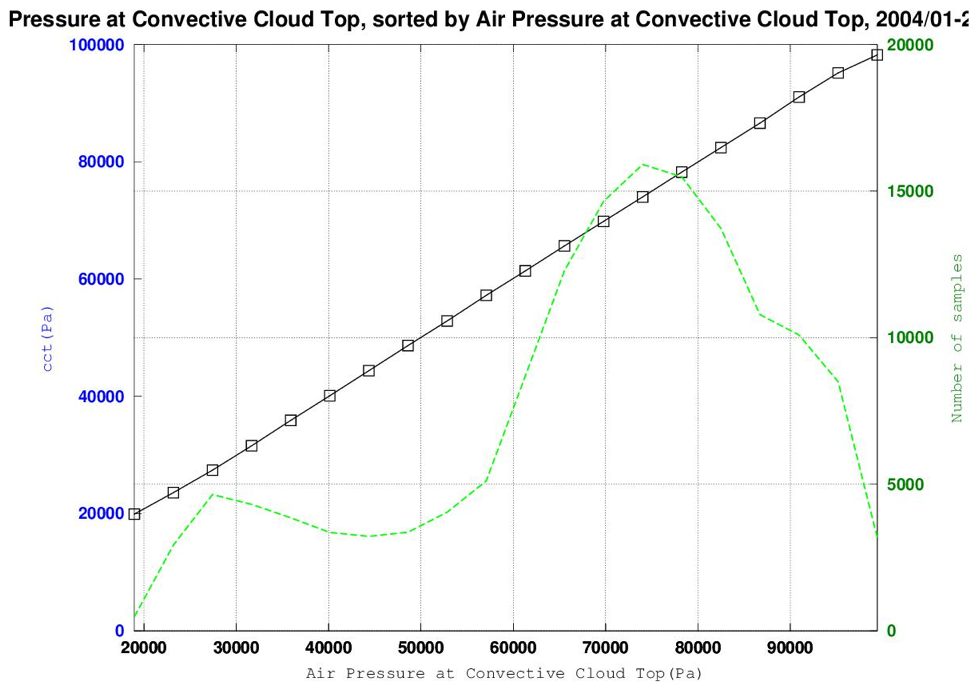 Pressure at Convective Cloud Top, sorted by Air Pressure at Convective Cloud Top, 2004/01-2
100000
80000
60000
40000
20000
0
cct(Pa)
20000
15000
10000
5000
0
Number of samples
20000 30000 40000 50000 60000 70000 80000 90000
Air Pressure at Convective Cloud Top(Pa)